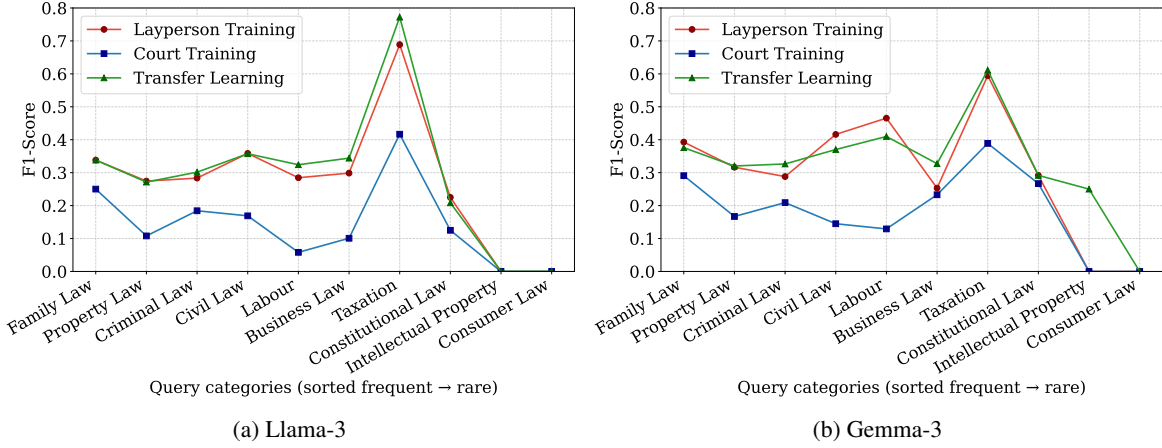 0.8
0.7
0.6
0.5
0.4
0.3
0.2
0.1
0.0
F1-Score
Layperson Training
Court Training
Transfer Learning
Family Law
Property Law
Criminal Law
Civil Law
Labour
Business Law
Taxation
Constitutional Law
Intellectual Property
Consumer Law
Query categories (sorted frequent → rare)
(a) Llama-3
0.8
0.7
0.6
0.5
0.4
0.3
0.2
0.1
0.0
F1-Score
Layperson Training
Court Training
Transfer Learning
Family Law
Property Law
Criminal Law
Civil Law
Labour
Business Law
Taxation
Constitutional Law
Intellectual Property
Consumer Law
Query categories (sorted frequent → rare)
(b) Gemma-3